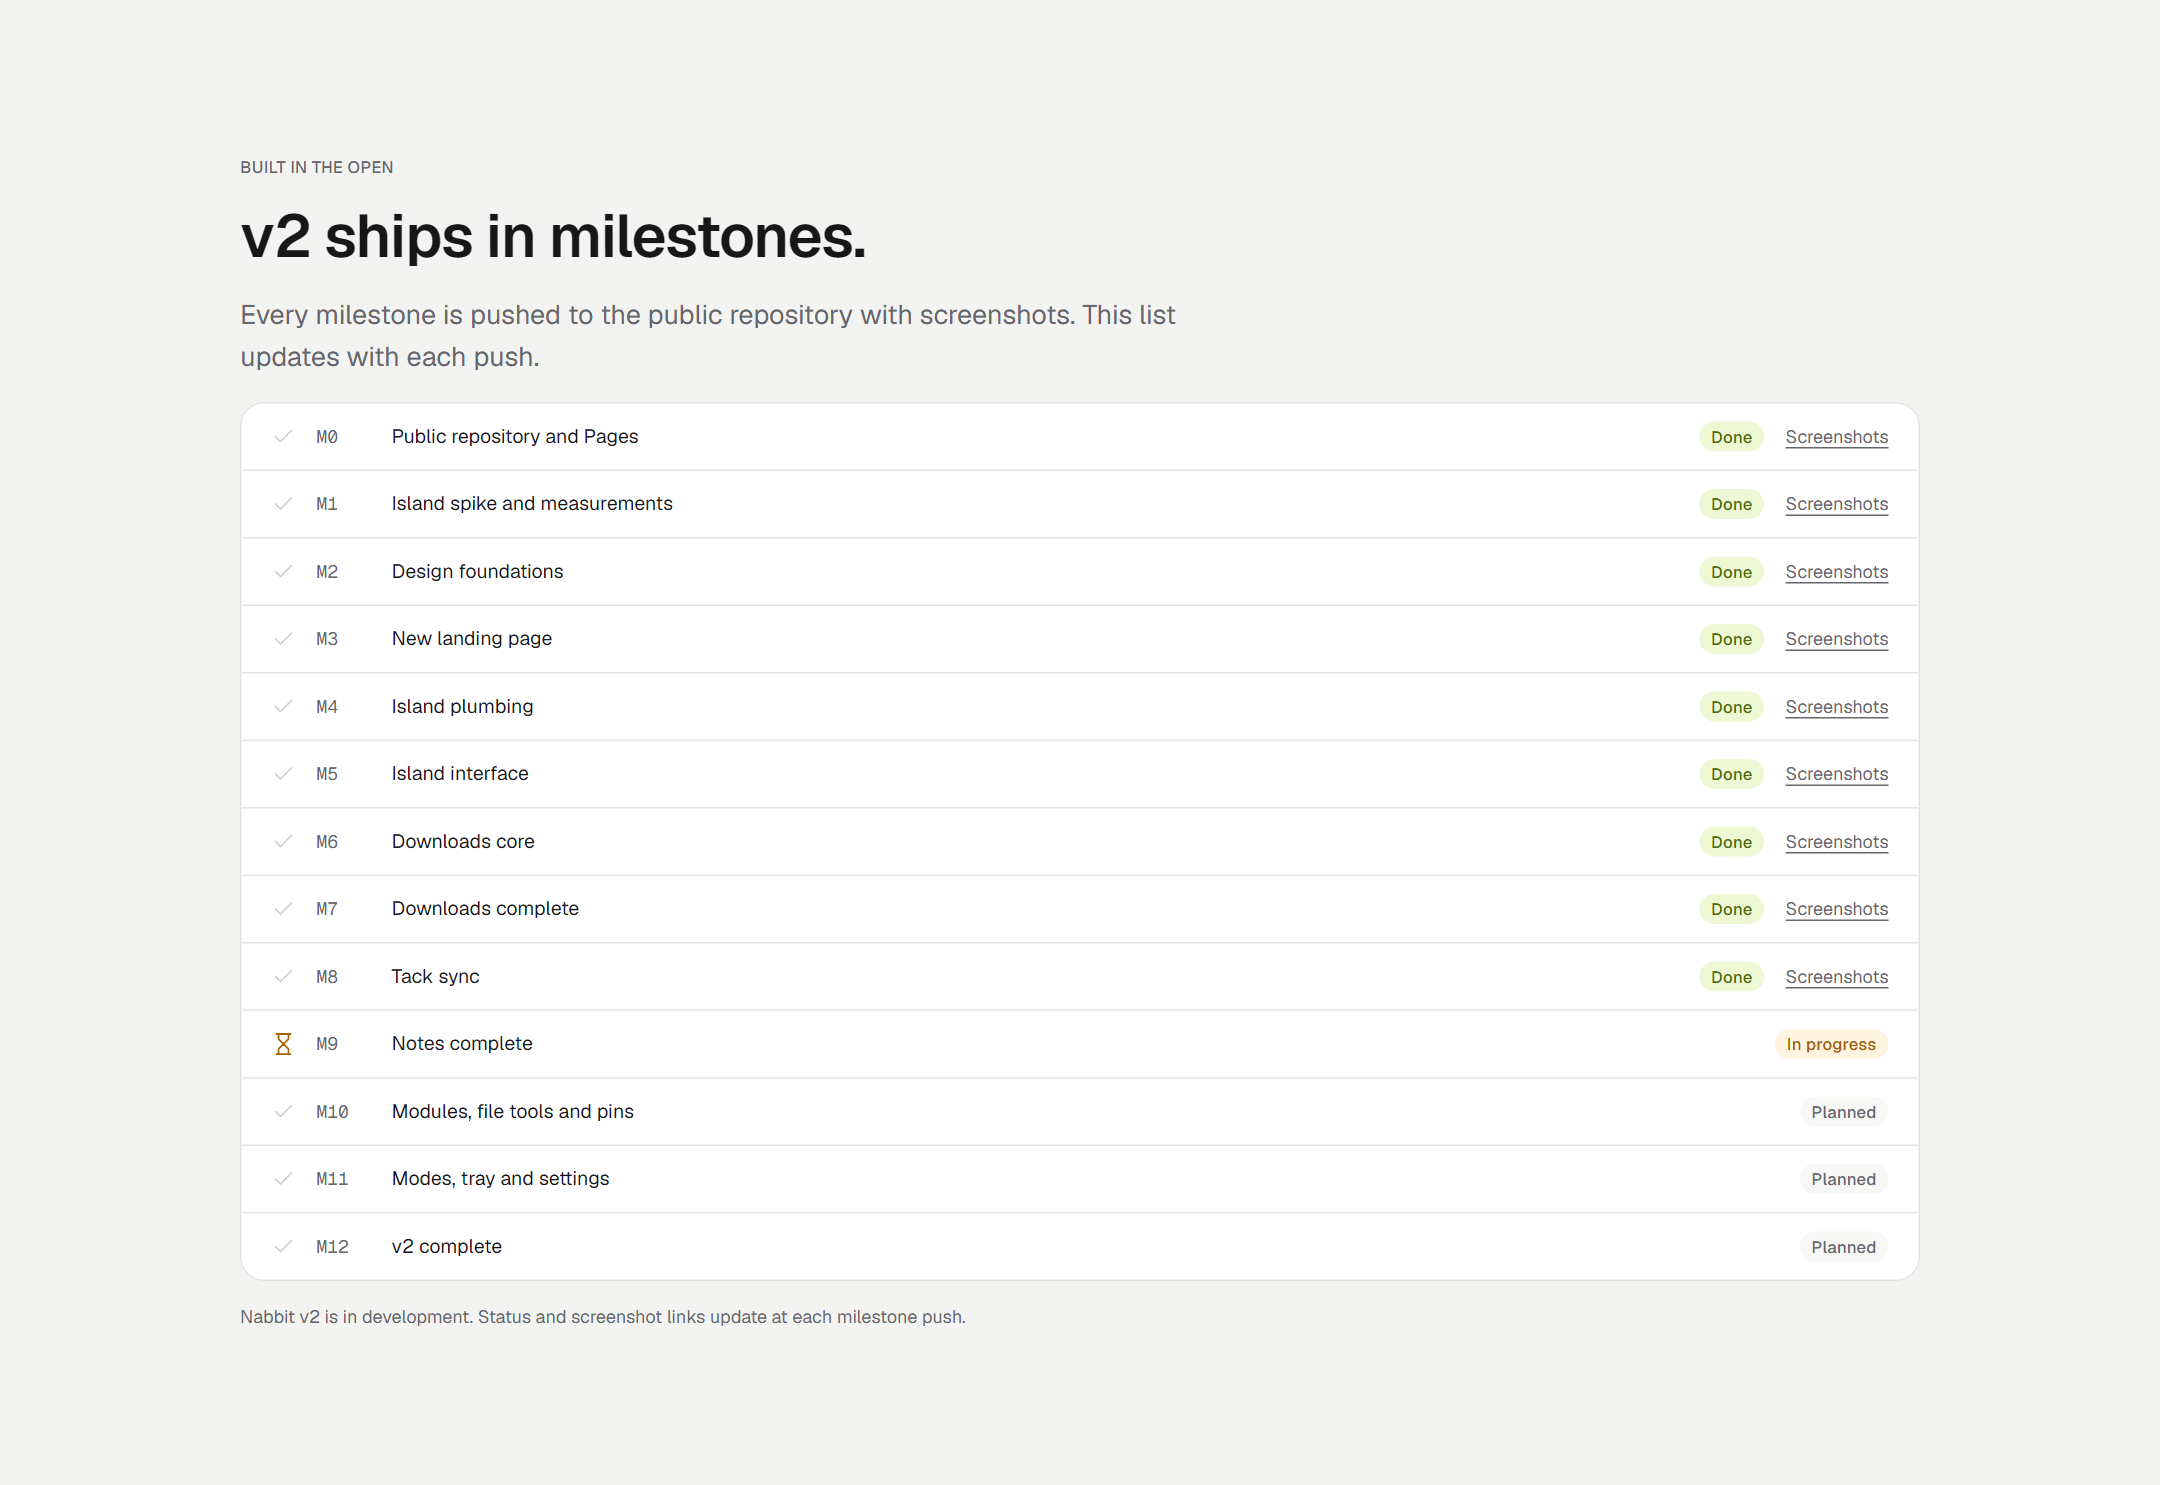 BUILT IN THE OPEN
v2 ships in milestones.
Every milestone is pushed to the public repository with screenshots. This list
updates with each push.
M0 Public repository and Pages Done Screenshots
M1 Island spike and measurements Done Screenshots
M2 Design foundations Done Screenshots
M3 New landing page Done Screenshots
M4 Island plumbing Done Screenshots
M5 Island interface Done Screenshots
M6 Downloads core Done Screenshots
M7 Downloads complete Done Screenshots
M8 Tack sync Done Screenshots
M9 Notes complete In progress
M10 Modules, file tools and pins Planned
M11 Modes, tray and settings Planned
M12 v2 complete Planned
Nabbit v2 is in development. Status and screenshot links update at each milestone push.